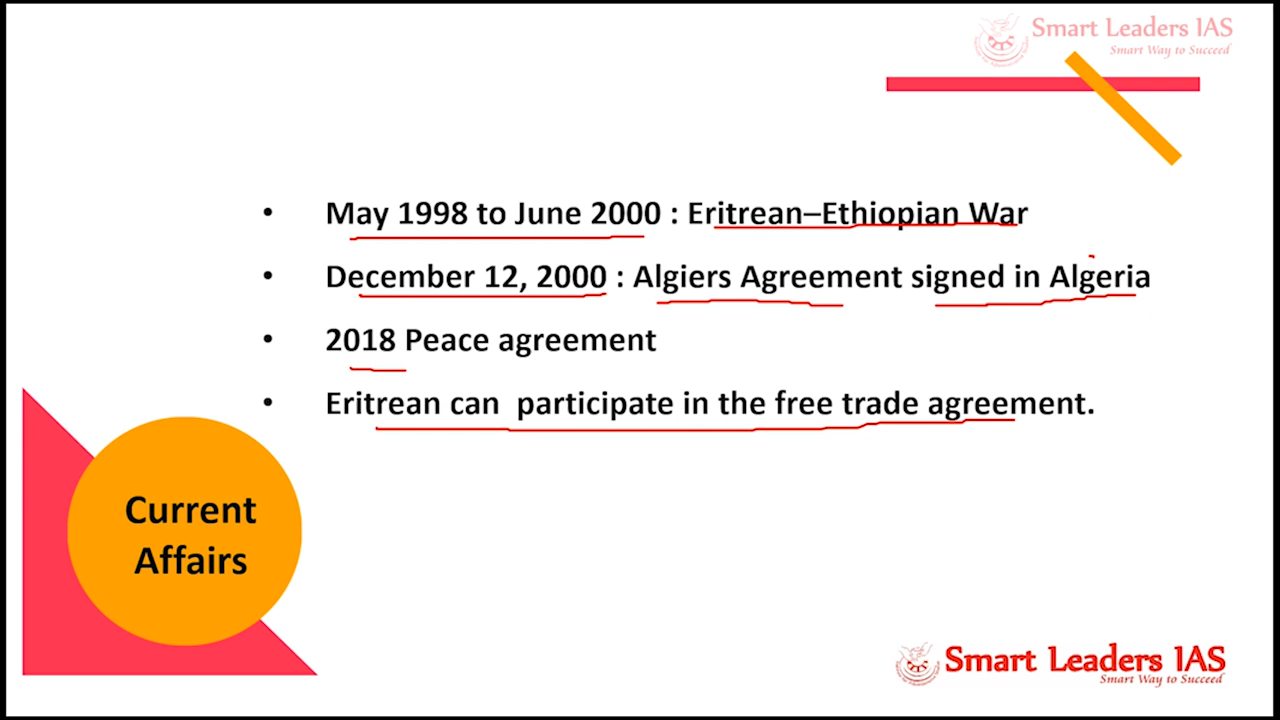 Smart Leaders IAS
Smart Way to Succeed
• May 1998 to June 2000 : Eritrean–Ethiopian War
• December 12, 2000 : Algiers Agreement signed in Algeria
• 2018 Peace agreement
• Eritrean can participate in the free trade agreement.
Current
Affairs
Smart Leaders IAS
Smart Way to Succeed